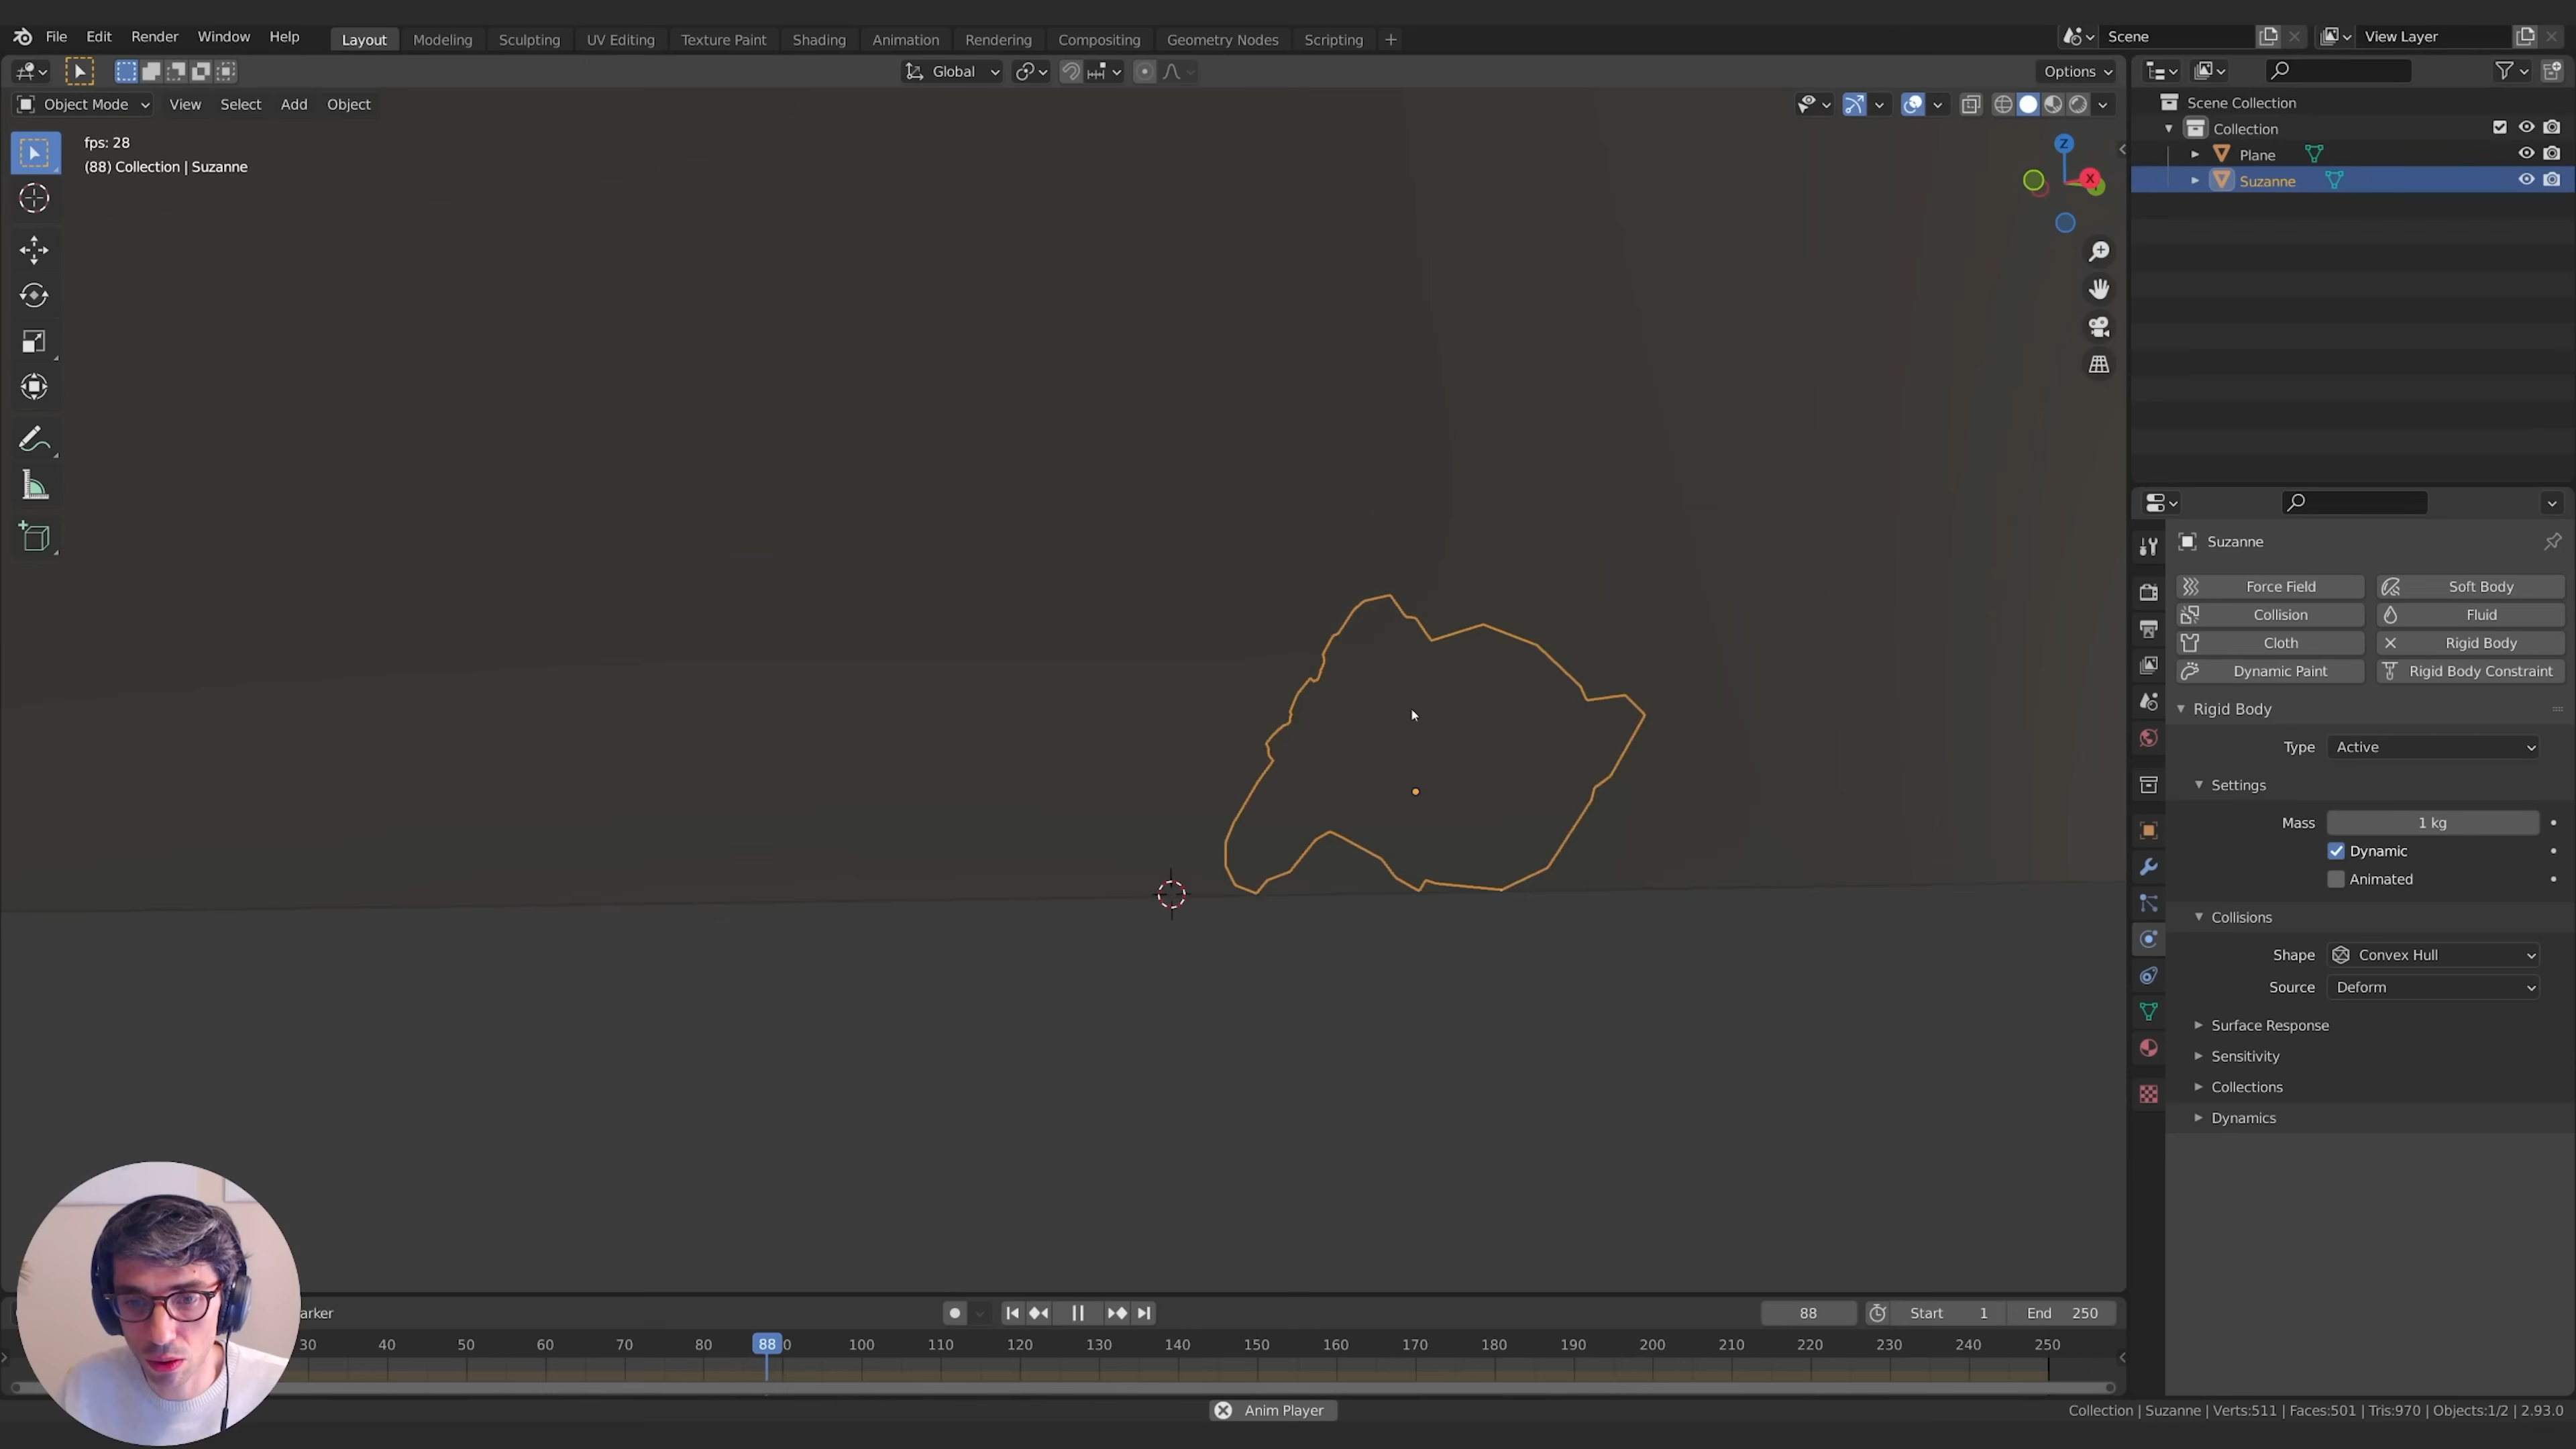 File Edit Render Window Help Layout Modeling Sculpting UV Editing Texture Paint Shading Animation Rendering Compositing Geometry Nodes Scripting + Scene View Layer
Global Options
Object Mode View Select Add Object
fps: 28
(88) Collection | Suzanne
Z
X
Scene Collection
Collection
Plane
Suzanne
Suzanne
Force Field Soft Body
Collision Fluid
Cloth Rigid Body
Dynamic Paint Rigid Body Constraint
Rigid Body
Type Active
Settings
Mass 1 kg
Dynamic
Animated
Collisions
Shape Convex Hull
Source Deform
Surface Response
Sensitivity
Collections
Dynamics
arker 88 Start 1 End 250
30 40 50 60 70 80 88 0 100 110 120 130 140 150 160 170 180 190 200 210 220 230 240 250
Anim Player Collection | Suzanne | Verts:511 | Faces:501 | Tris:970 | Objects:1/2 | 2.93.0